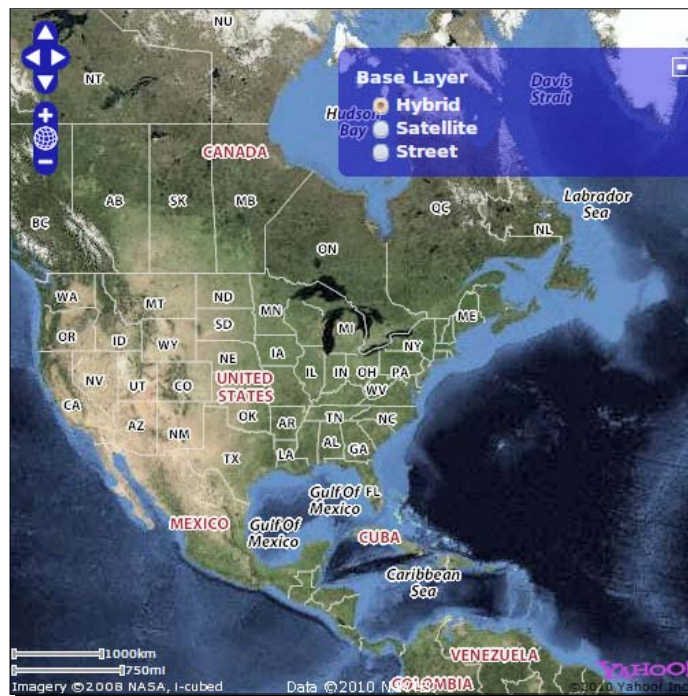 NU
NT
Base Layer
Hybrid
Satellite
Street
Davis
Strait
Hudson
Bay
CANADA
Labrador
Sea
BC
AB
SK
MB
QC
NL
ON
WA
MT
ND
MN
ME
OR
ID
SD
MI
WY
NY
NE
IA
NV
UT
CO
UNITED
STATES
IL
IN
OH
PA
WV
CA
AZ
NM
OK
AR
TN
NC
TX
LA
AL
GA
Gulf Of
Mexico
FL
MEXICO
Gulf Of
Mexico
CUBA
Caribbean
Sea
1000km
750mi
VENEZUELA
COLOMBIA
YAHOO!
Imagery ©2008 NASA, i-cubed
Data ©2010
©2010 Yahoo! Inc